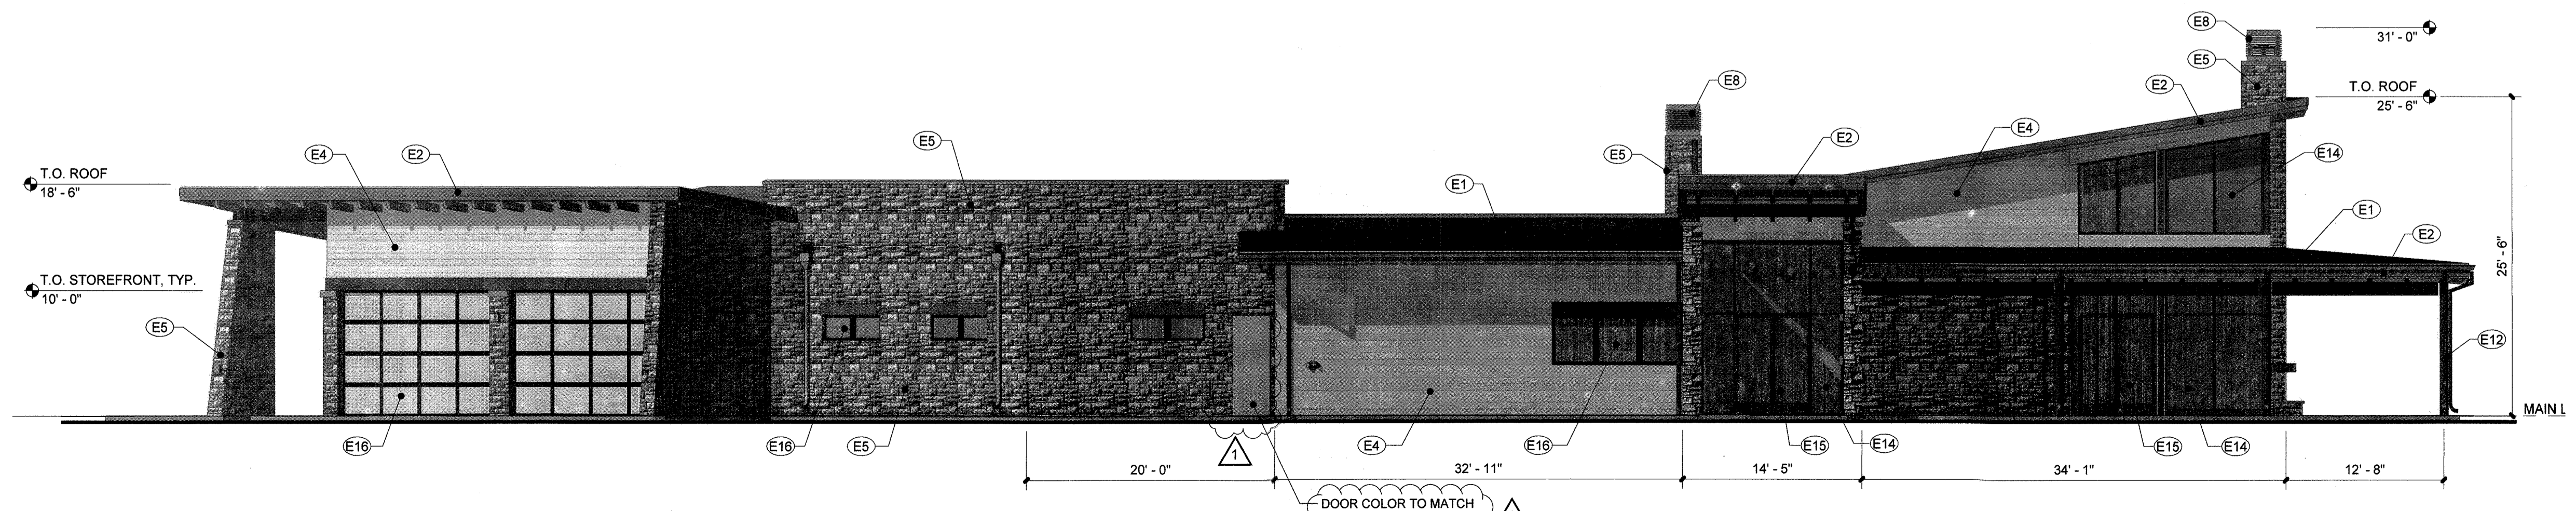 E8
31' - 0"
E5
E2
T.O. ROOF
25' - 6"
E8
E5
E2
E4
E14
T.O. ROOF
18' - 6"
E4
E2
E5
E1
E1
E2
25' - 6"
T.O. STOREFRONT, TYP.
10' - 0"
E5
E12
MAIN L
E16
E16
E5
1
E4
E16
E15
E14
E15
E14
20' - 0"
32' - 11"
14' - 5"
34' - 1"
12' - 8"
DOOR COLOR TO MATCH